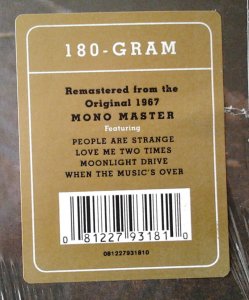 180-GRAM
Remastered from the
Original 1967
MONO MASTER
Featuring
PEOPLE ARE STRANGE
LOVE ME TWO TIMES
MOONLIGHT DRIVE
WHEN THE MUSIC'S OVER
0 81227 93181 0
081227931810